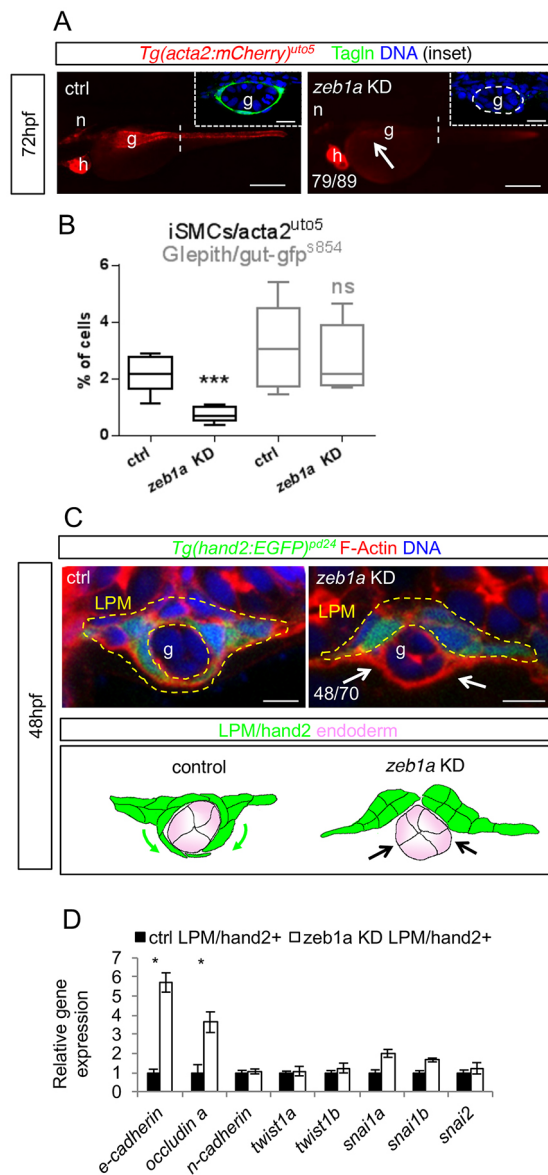 A
Tg(acta2:mCherry)uto5 Tagln DNA (inset)
72hpf
ctrl
g
n
g
h
zeb1a KD
g
n
g
h
79/89
B
iSMCs/acta2uto5
GIepith/gut-gfps854
% of cells
6
4
2
0
***
ns
ctrl
zeb1a KD
ctrl
zeb1a KD
C
Tg(hand2:EGFP)pd24 F-Actin DNA
48hpf
ctrl
LPM
g
zeb1a KD
LPM
g
48/70
LPM/hand2 endoderm
control
zeb1a KD
D
ctrl LPM/hand2+ zeb1a KD LPM/hand2+
Relative gene
expression
7
6
5
4
3
2
1
0
*
*
e-cadherin
occludin a
n-cadherin
twist1a
twist1b
snai1a
snai1b
snai2